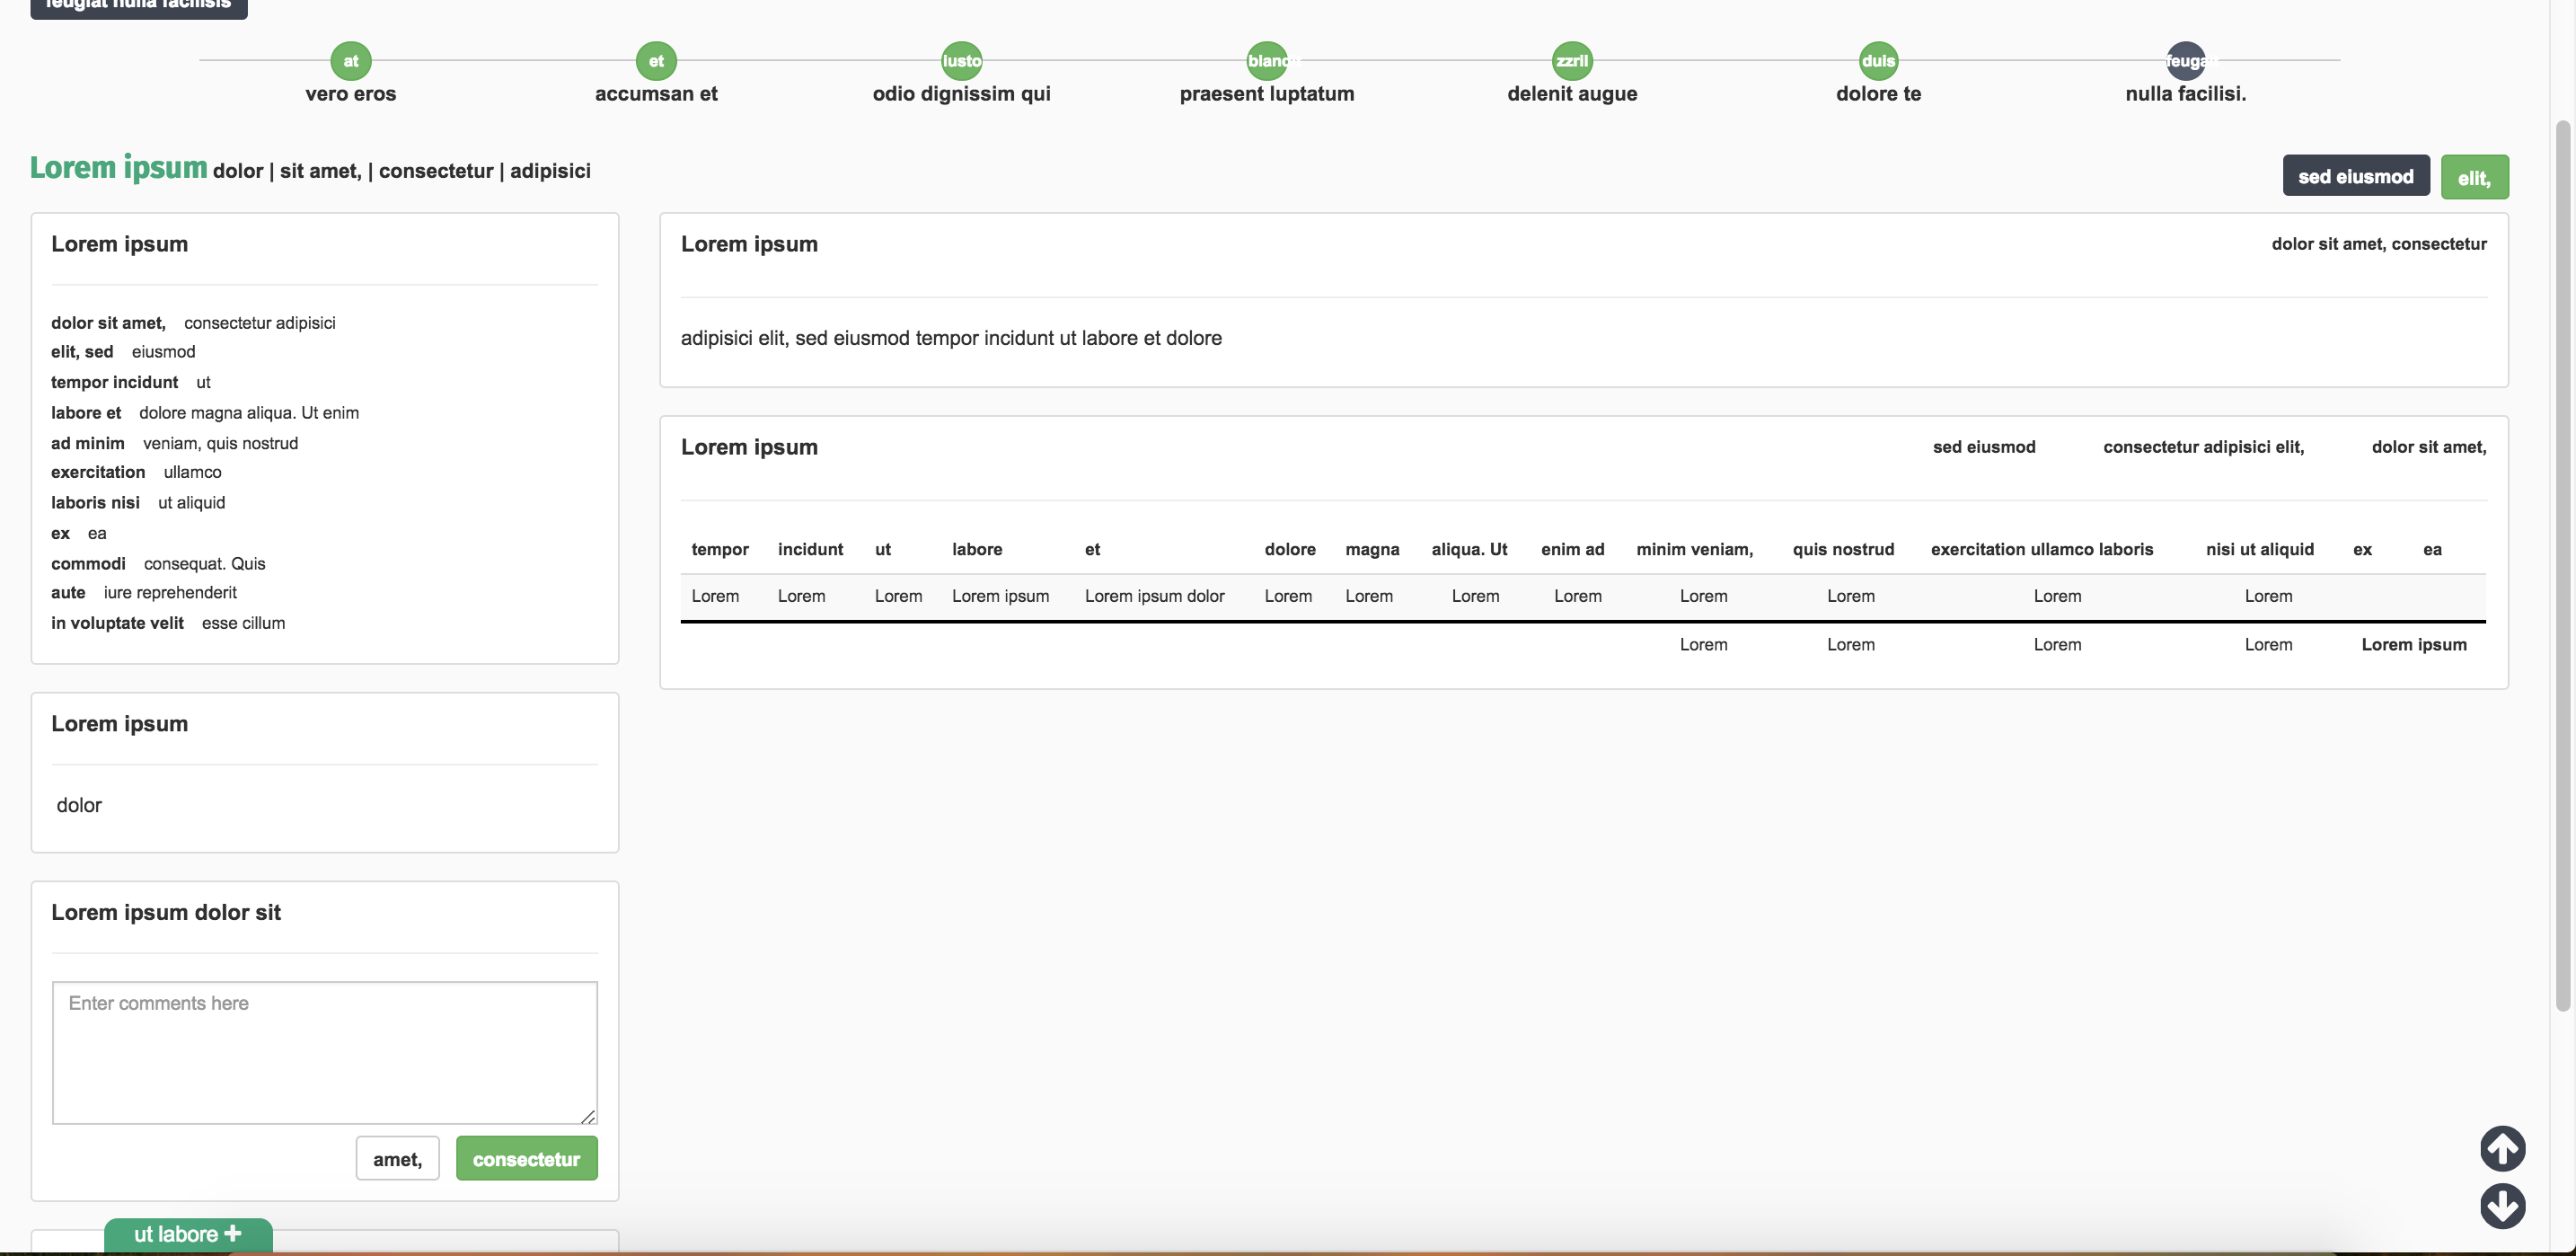 feugiat nulla facilisis
at et iusto zzril duis
vero eros accumsan et odio dignissim qui praesent luptatum delenit augue dolore te nulla facilisi.
Lorem ipsum dolor | sit amet, | consectetur | adipisici
sed eiusmod elit,
Lorem ipsum
dolor sit amet, consectetur adipisici
elit, sed eiusmod
tempor incidunt ut
labore et dolore magna aliqua. Ut enim
ad minim veniam, quis nostrud
exercitation ullamco
laboris nisi ut aliquid
ex ea
commodi consequat. Quis
aute iure reprehenderit
in voluptate velit esse cillum
Lorem ipsum
dolor
Lorem ipsum dolor sit
Enter comments here
amet, consectetur
ut labore +
Lorem ipsum dolor sit amet, consectetur
adipisici elit, sed eiusmod tempor incidunt ut labore et dolore
Lorem ipsum sed eiusmod consectetur adipisici elit, dolor sit amet,
tempor incidunt ut labore et dolore magna aliqua. Ut enim ad minim veniam, quis nostrud exercitation ullamco laboris nisi ut aliquid ex ea
Lorem Lorem Lorem Lorem ipsum Lorem ipsum dolor Lorem Lorem Lorem Lorem Lorem Lorem Lorem Lorem
Lorem Lorem Lorem Lorem Lorem ipsum